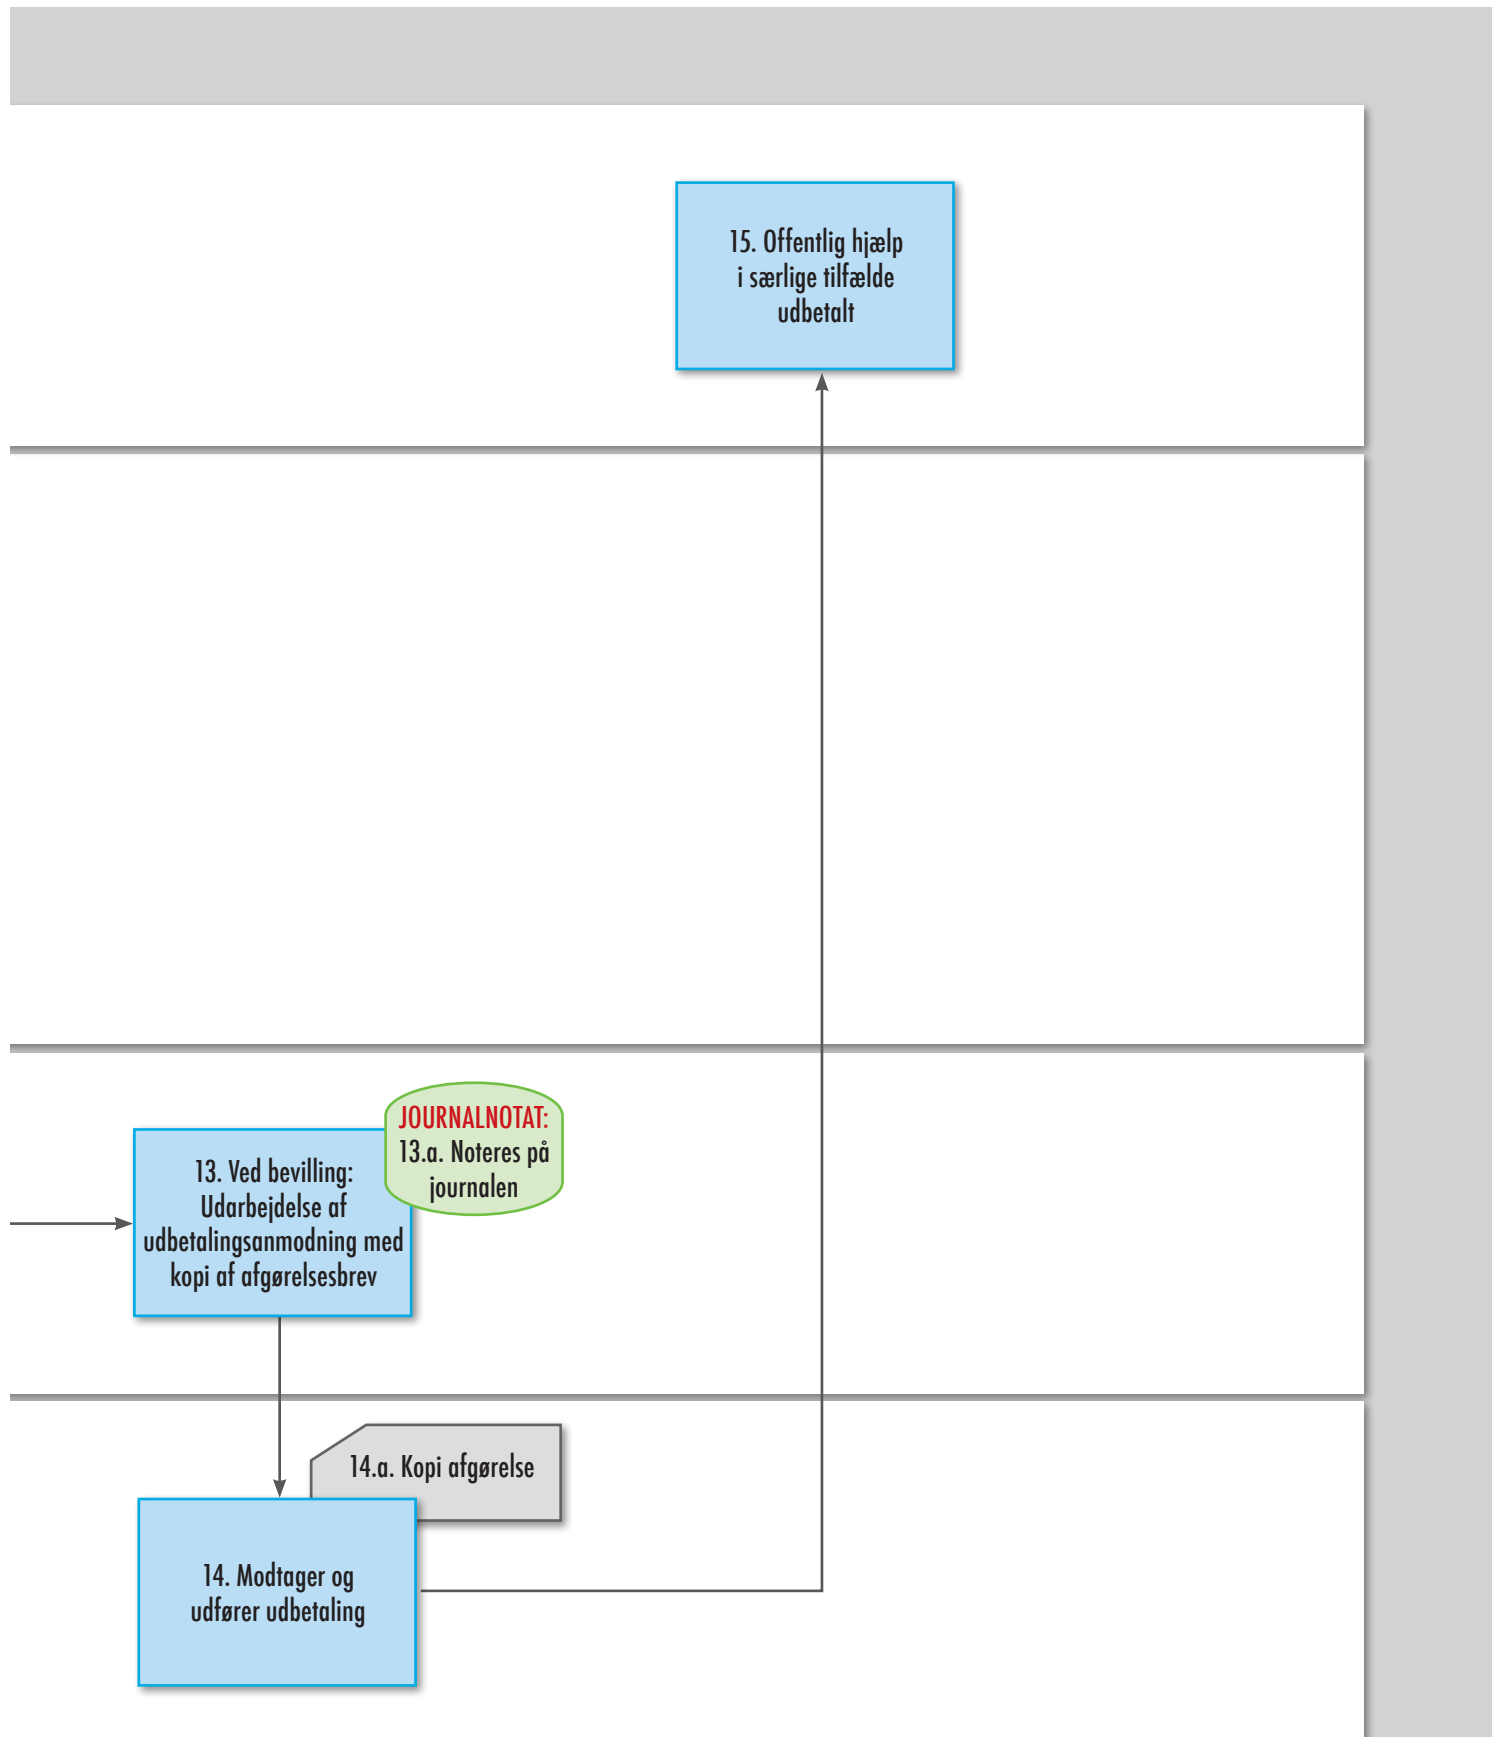 15. Offentlig hjælp
i særlige tilfælde
udbetalt
JOURNALNOTAT:
13.a. Noteres på
journalen
13. Ved bevilling:
Udarbejdelse af
udbetalingsanmodning med
kopi af afgørelsesbrev
14.a. Kopi afgørelse
14. Modtager og
udfører udbetaling